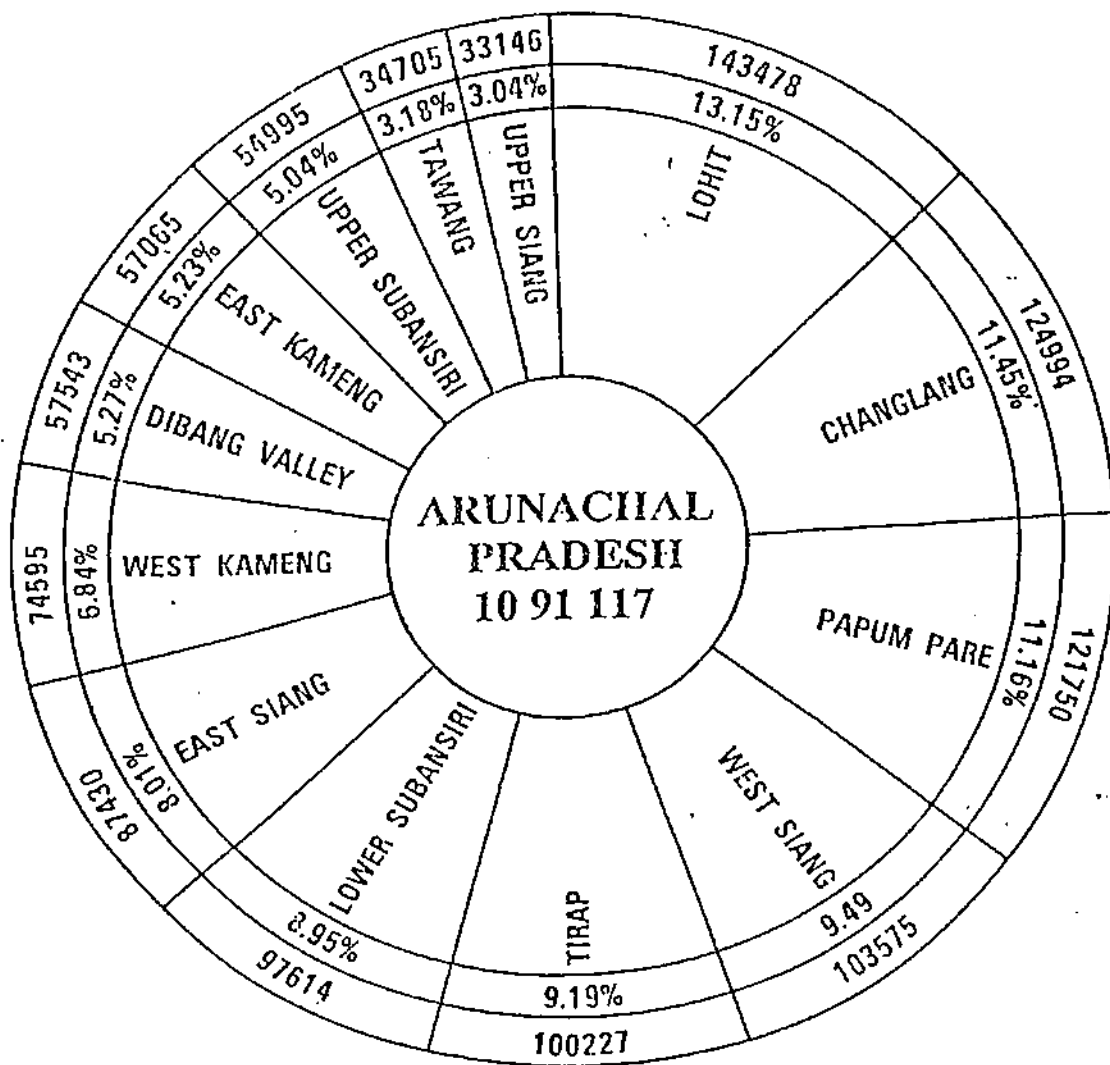 143478
13.15%
LOHIT
124994
11.45%
CHANGLANG
121750
11.16%
PAPUM PARE
103575
9.49
WEST SIANG
100227
9.19%
TIRAP
97614
8.95%
LOWER SUBANSIRI
87430
8.01%
EAST SIANG
74595
6.84%
WEST KAMENG
57543
5.27%
DIBANG VALLEY
57065
5.23%
EAST KAMENG
54995
5.04%
UPPER SUBANSIRI
34705
3.18%
TAWANG
33146
3.04%
UPPER SIANG
ARUNACHAL
PRADESH
10 91 117